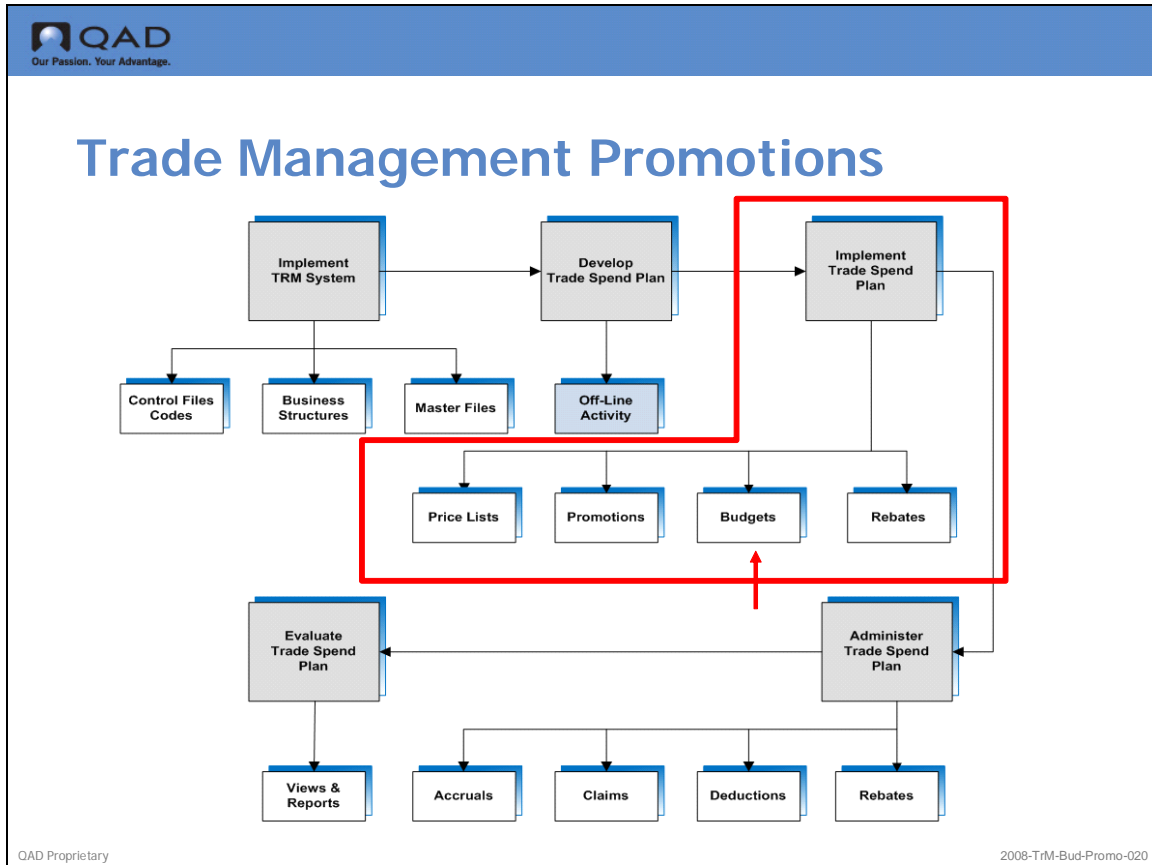 QAD
Our Passion. Your Advantage.
Trade Management Promotions
Implement
TRM System
Develop
Trade Spend Plan
Implement
Trade Spend
Plan
Control Files
Codes
Business
Structures
Master Files
Off-Line
Activity
Price Lists
Promotions
Budgets
Rebates
Evaluate
Trade Spend
Plan
Administer
Trade Spend
Plan
Views &
Reports
Accruals
Claims
Deductions
Rebates
QAD Proprietary
2008-TrM-Bud-Promo-020